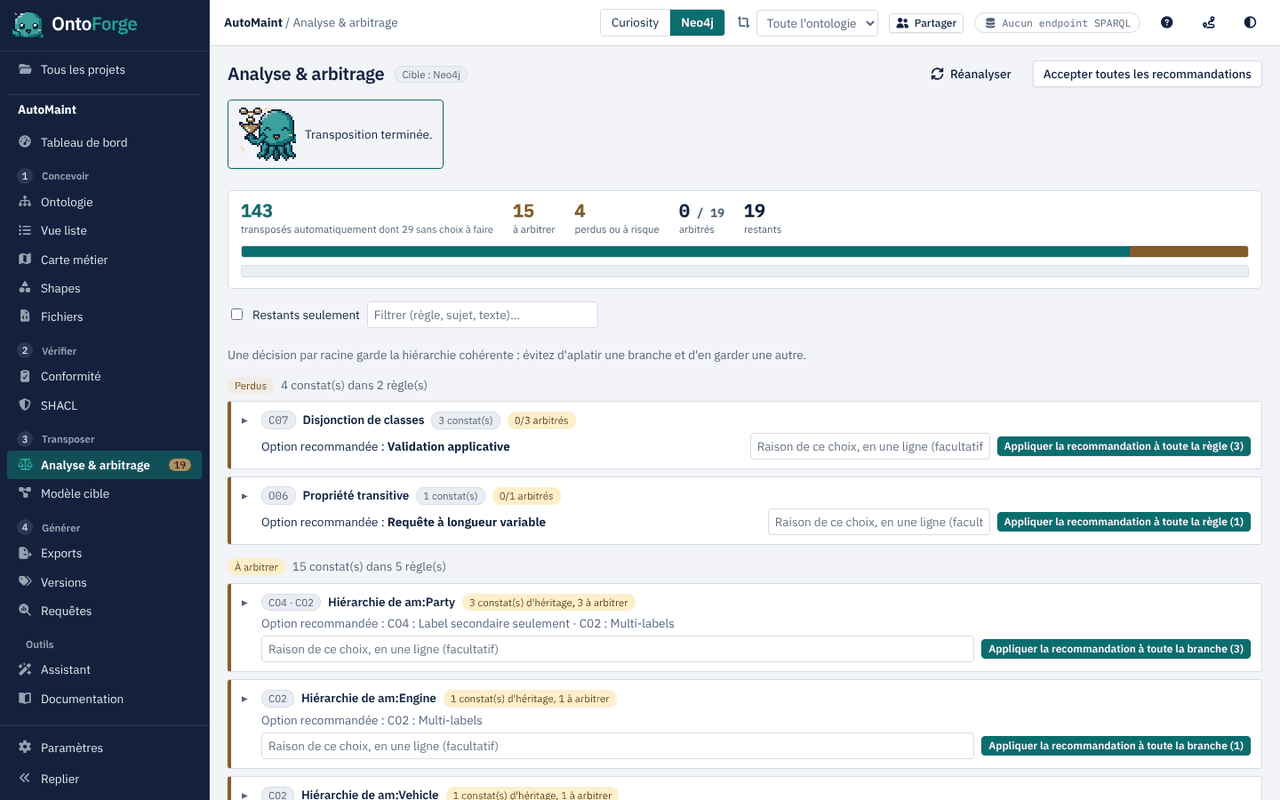 OntoForge
Tous les projets
AutoMaint
Tableau de bord
1 Concevoir
Ontologie
Vue liste
Carte métier
Shapes
Fichiers
2 Vérifier
Conformité
SHACL
3 Transposer
Analyse & arbitrage 19
Modèle cible
4 Générer
Exports
Versions
Requêtes
Outils
Assistant
Documentation
Paramètres
Replier
AutoMaint / Analyse & arbitrage
Curiosity Neo4j Toute l'ontologie Partager Aucun endpoint SPARQL
Analyse & arbitrage Cible : Neo4j Réanalyser Accepter toutes les recommandations
Transposition terminée.
143 15 4 0 / 19 19
transposés automatiquement dont 29 sans choix à faire à arbitrer perdus ou à risque arbitrés restants
Restants seulement Filtrer (règle, sujet, texte)...
Une décision par racine garde la hiérarchie cohérente : évitez d'aplatir une branche et d'en garder une autre.
Perdus 4 constat(s) dans 2 règle(s)
C07 Disjonction de classes 3 constat(s) 0/3 arbitrés
Option recommandée : Validation applicative Raison de ce choix, en une ligne (facultatif Appliquer la recommandation à toute la règle (3)
O06 Propriété transitive 1 constat(s) 0/1 arbitrés
Option recommandée : Requête à longueur variable Raison de ce choix, en une ligne (facult Appliquer la recommandation à toute la règle (1)
À arbitrer 15 constat(s) dans 5 règle(s)
C04 · C02 Hiérarchie de am:Party 3 constat(s) d'héritage, 3 à arbitrer
Option recommandée : C04 : Label secondaire seulement · C02 : Multi-labels
Raison de ce choix, en une ligne (facultatif) Appliquer la recommandation à toute la branche (3)
C02 Hiérarchie de am:Engine 1 constat(s) d'héritage, 1 à arbitrer
Option recommandée : C02 : Multi-labels
Raison de ce choix, en une ligne (facultatif) Appliquer la recommandation à toute la branche (1)
C02 Hiérarchie de am:Vehicle 1 constat(s) d'héritage, 1 à arbitrer